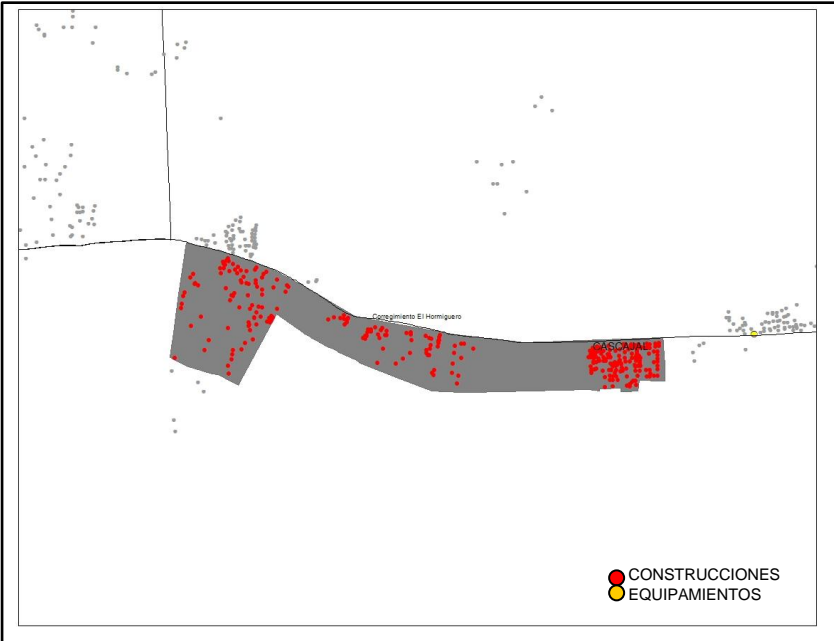 Corregimiento El Hormiguero
CASCAJAL
CONSTRUCCIONES
EQUIPAMIENTOS